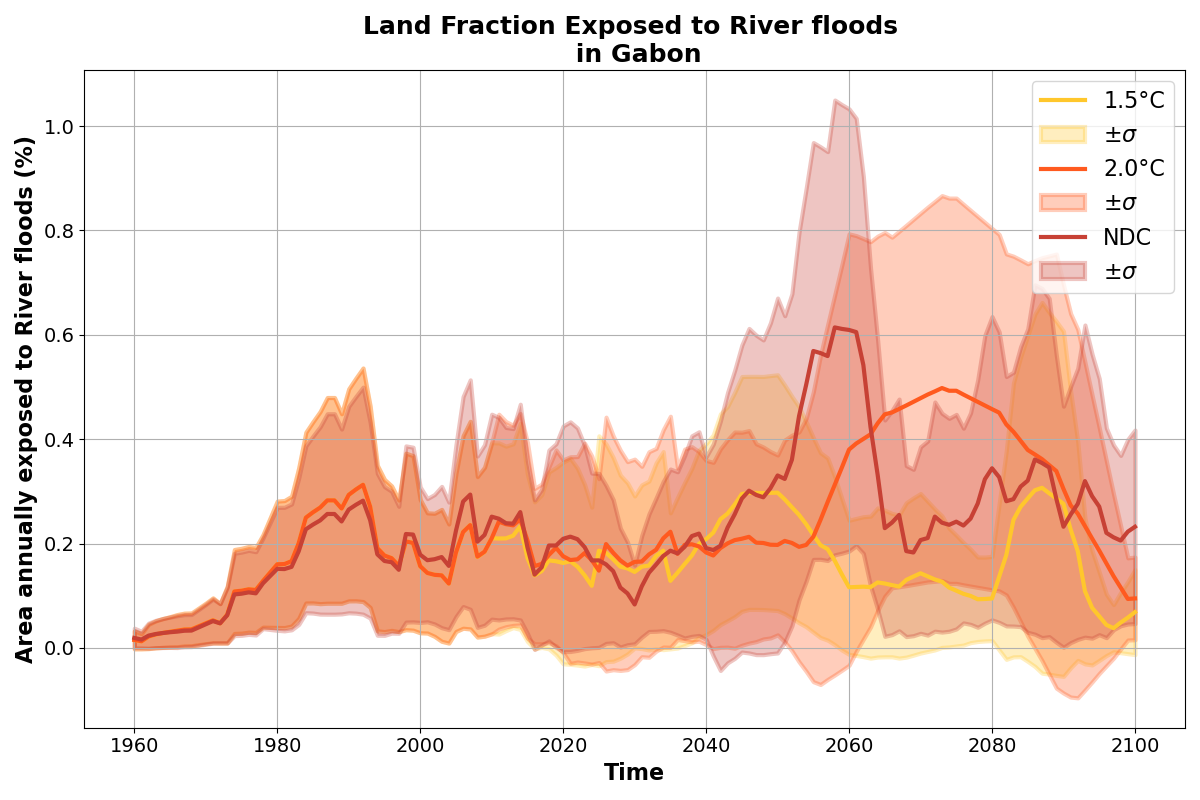 Land Fraction Exposed to River floods
in Gabon
Area annually exposed to River floods (%)
1.0
0.8
0.6
0.4
0.2
0.0
1960
1980
2000
2020
2040
2060
2080
2100
Time
1.5°C
±σ
2.0°C
±σ
NDC
±σ